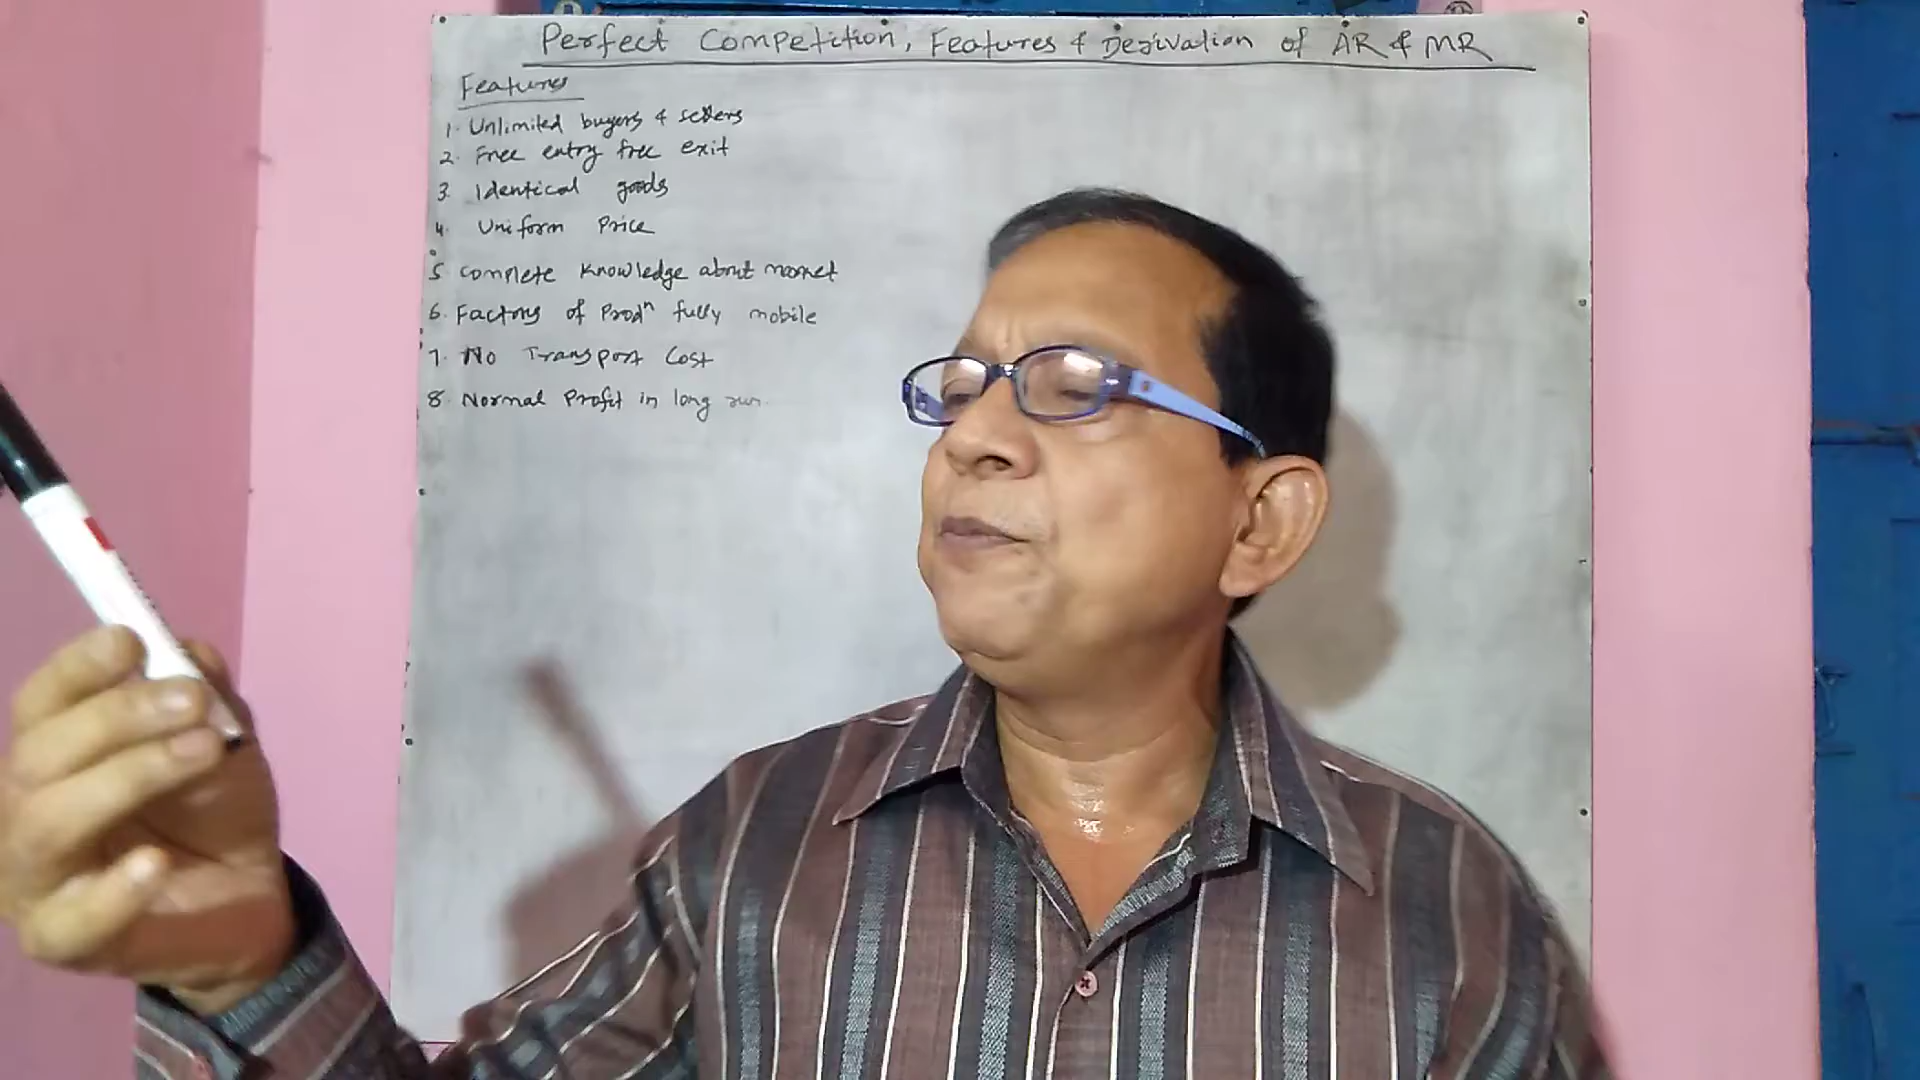 Perfect Competition, Features & Derivation of AR & MR
Features
1. Unlimited buyers & sellers
2. Free entry free exit
3. Identical goods
4. Uniform Price
5. Complete Knowledge about market
6. Factors of Prodⁿ fully mobile
7. No Transport Cost
8. Normal Profit in long run.